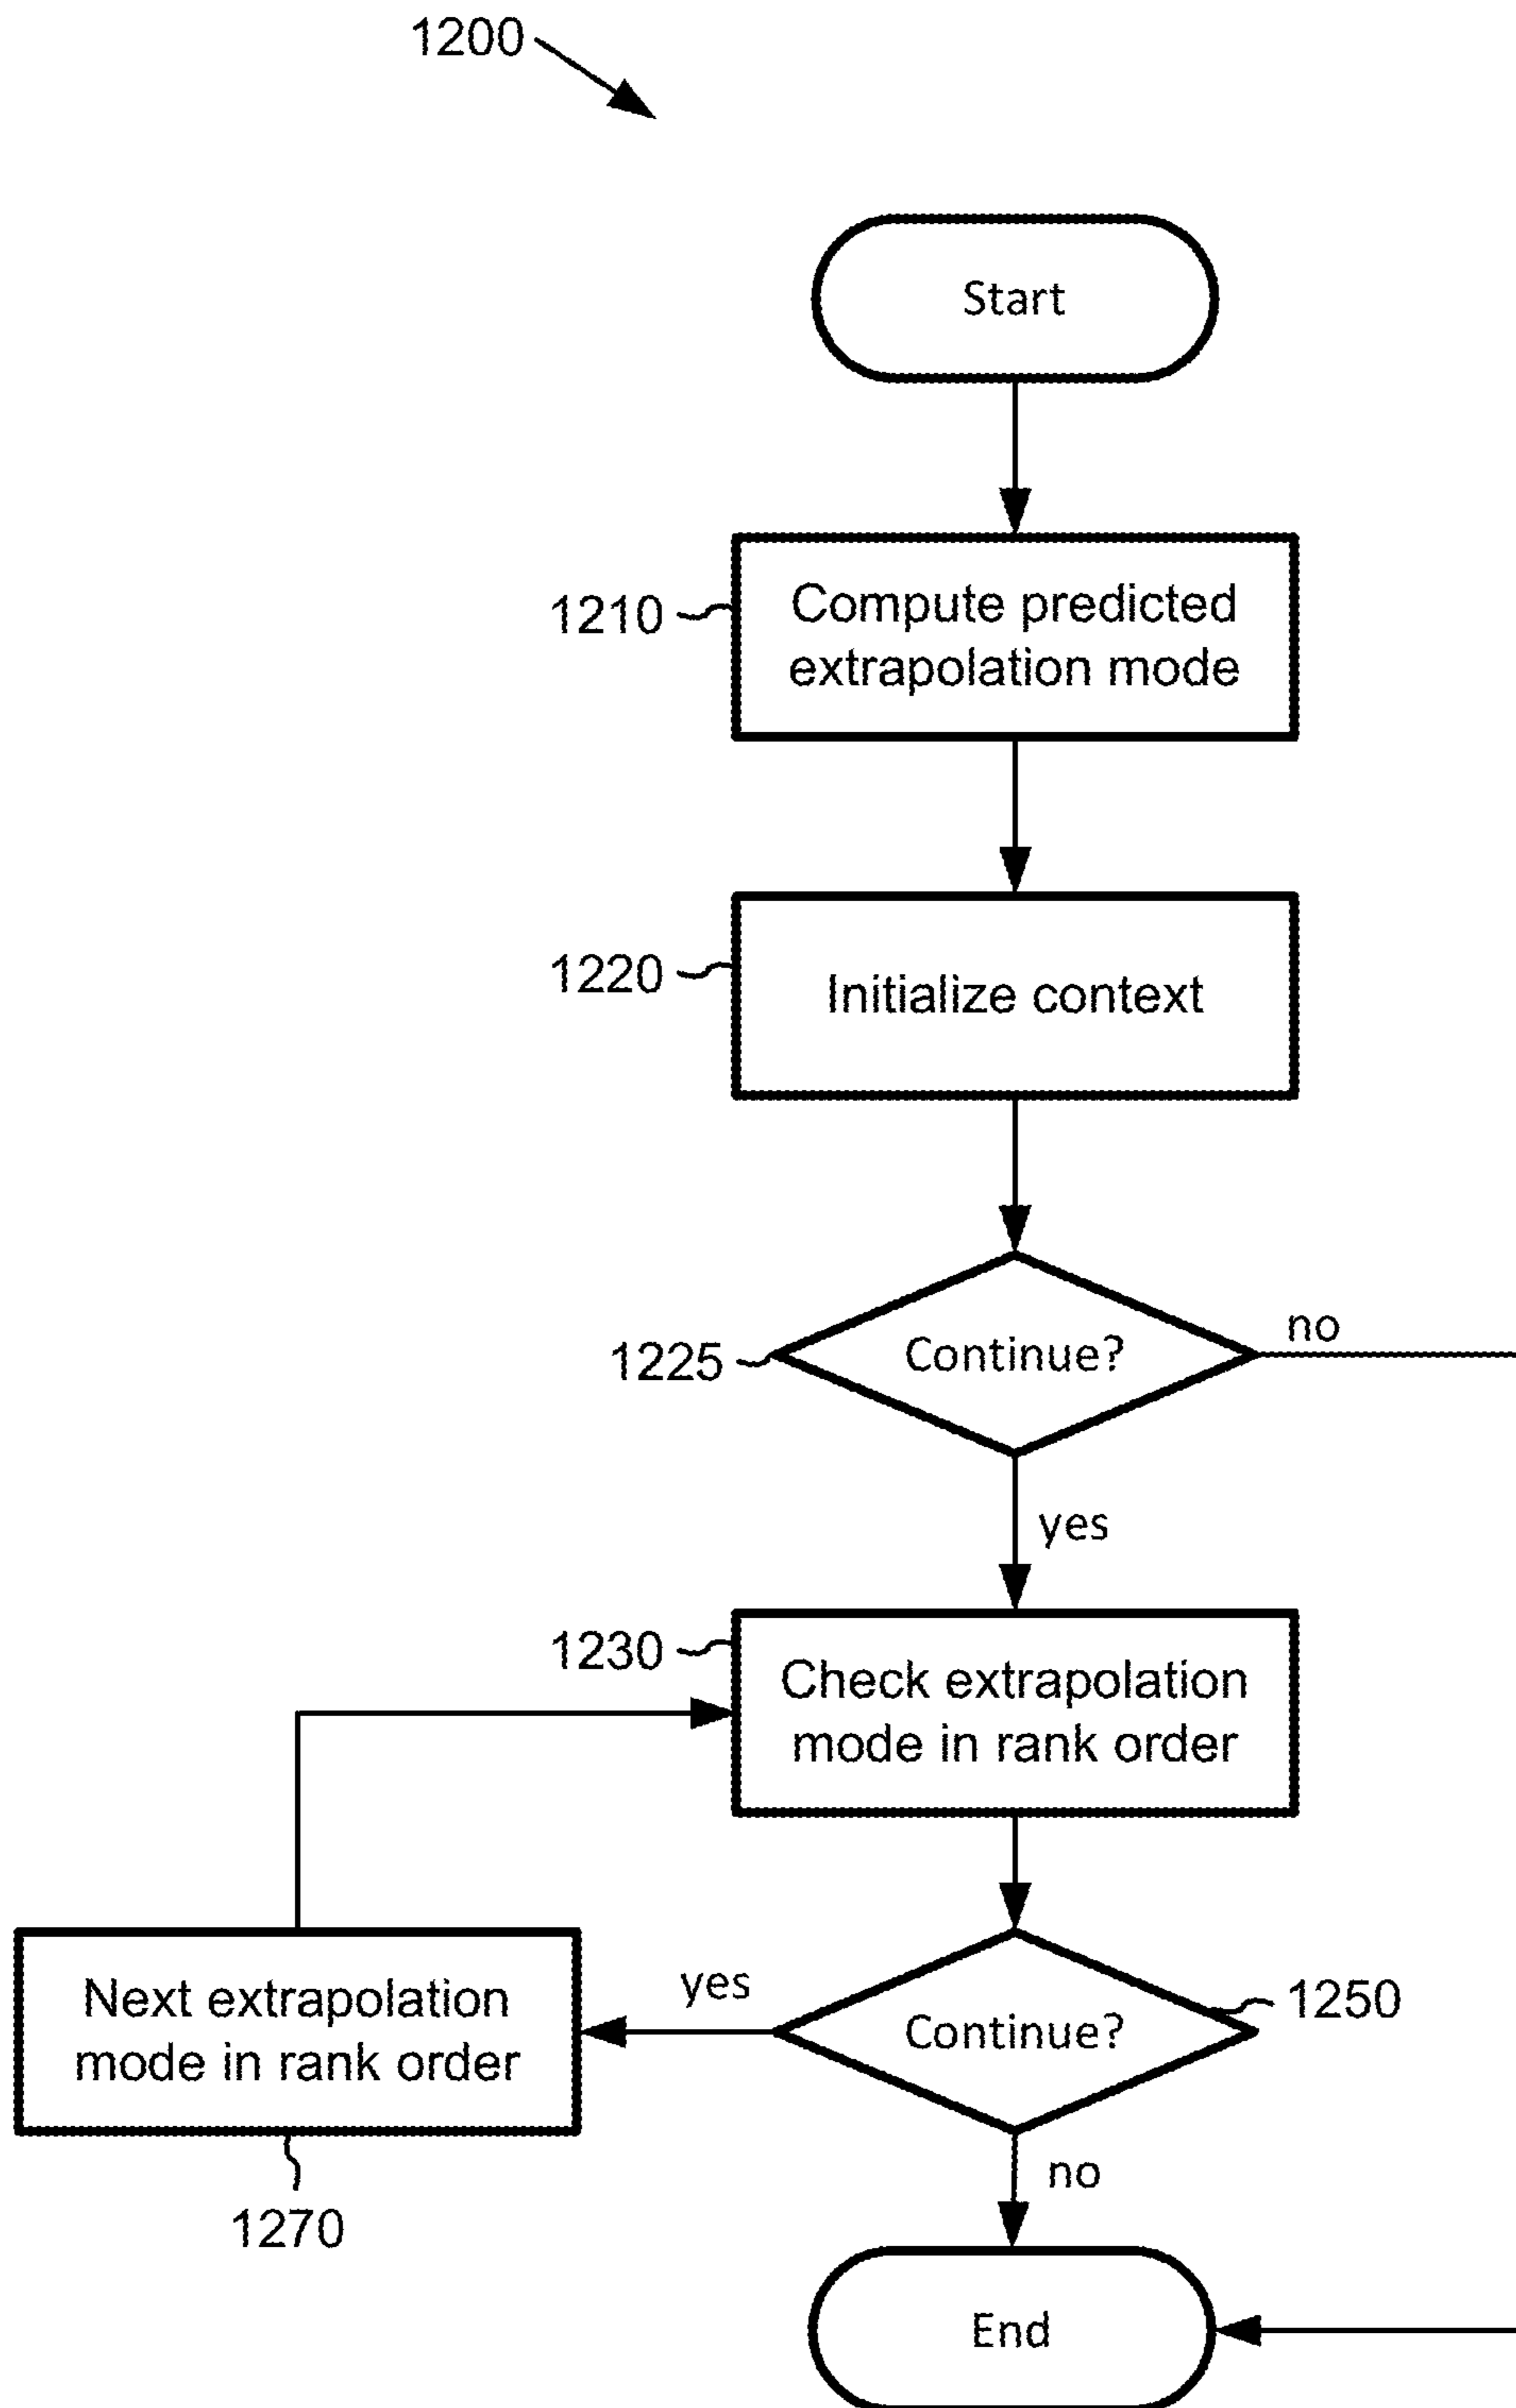 1200
Start
1210
Compute predicted
extrapolation mode
1220
Initialize context
1225
Continue?
no
yes
1230
Check extrapolation
mode in rank order
Next extrapolation
mode in rank order
yes
Continue?
1250
1270
no
End